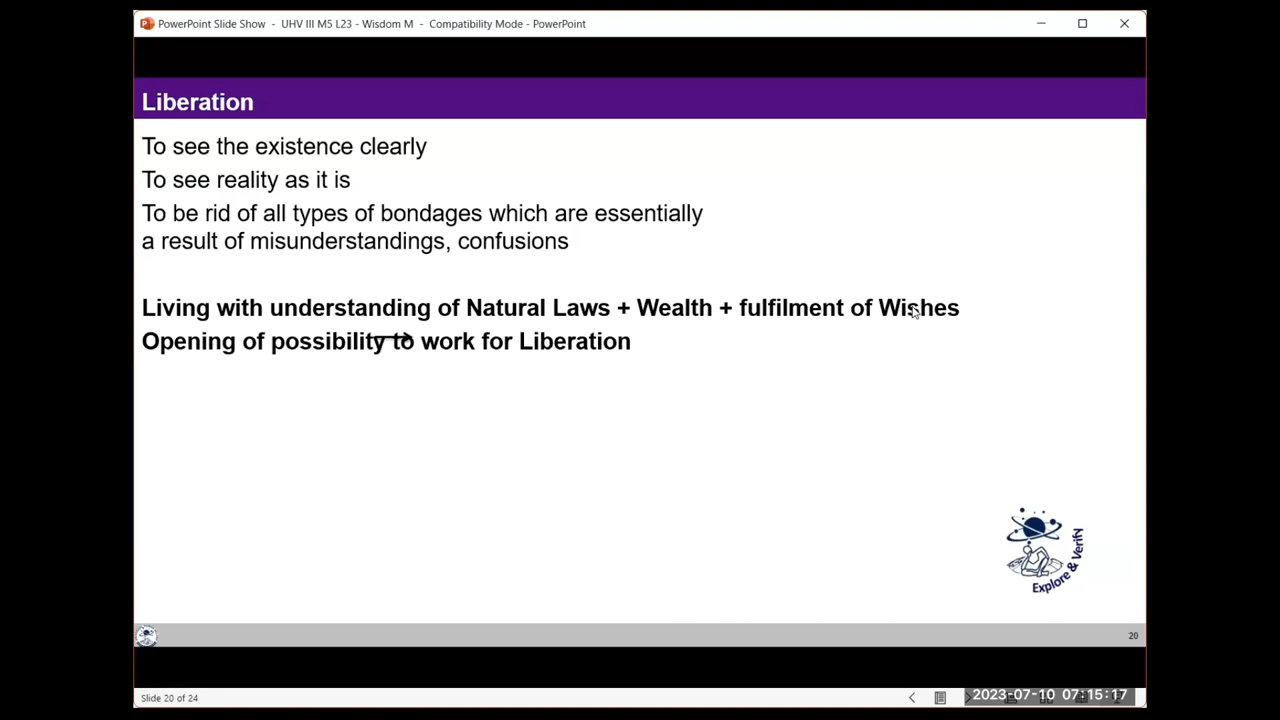 PowerPoint Slide Show - UHV III M5 L23 - Wisdom M - Compatibility Mode - PowerPoint
Liberation
To see the existence clearly
To see reality as it is
To be rid of all types of bondages which are essentially
a result of misunderstandings, confusions
Living with understanding of Natural Laws + Wealth + fulfilment of Wishes
Opening of possibility to work for Liberation
Explore & Verify
20
Slide 20 of 24
2023-07-10 07:15:17